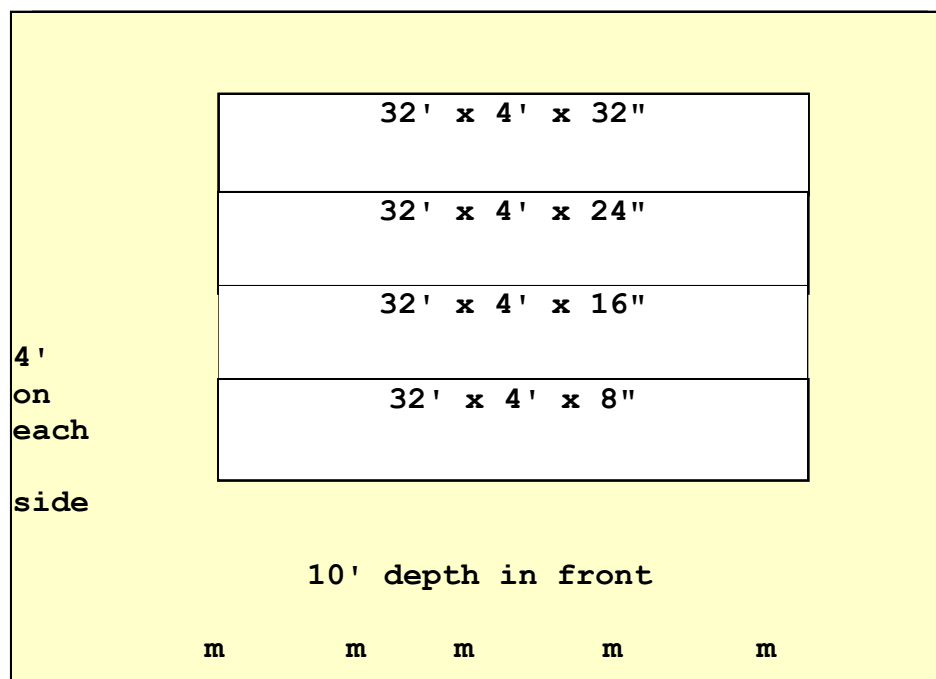 32' x 4' x 32"
32' x 4' x 24"
32' x 4' x 16"
32' x 4' x 8"
4'
on
each
side
10' depth in front
m m m m m